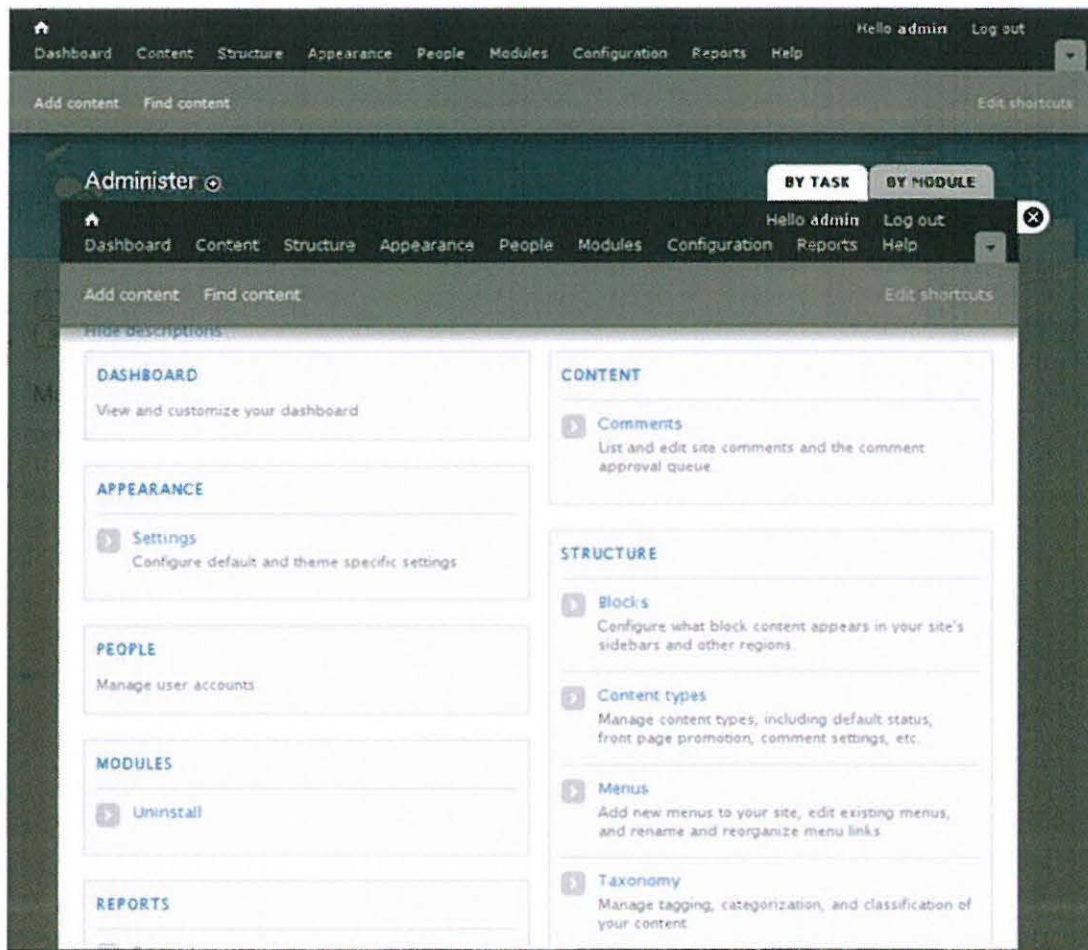 Hello admin Log out
Dashboard Content Structure Appearance People Modules Configuration Reports Help
Add content Find content Edit shortcuts
Administer BY TASK BY MODULE
Hello admin Log out
Dashboard Content Structure Appearance People Modules Configuration Reports Help
Add content Find content Edit shortcuts
Hide descriptions
DASHBOARD
View and customize your dashboard
APPEARANCE
Settings
Configure default and theme specific settings
PEOPLE
Manage user accounts
MODULES
Uninstall
REPORTS
CONTENT
Comments
List and edit site comments and the comment
approval queue.
STRUCTURE
Blocks
Configure what block content appears in your site's
sidebars and other regions.
Content types
Manage content types, including default status,
front page promotion, comment settings, etc.
Menus
Add new menus to your site, edit existing menus,
and rename and reorganize menu links.
Taxonomy
Manage tagging, categorization, and classification of
your content.